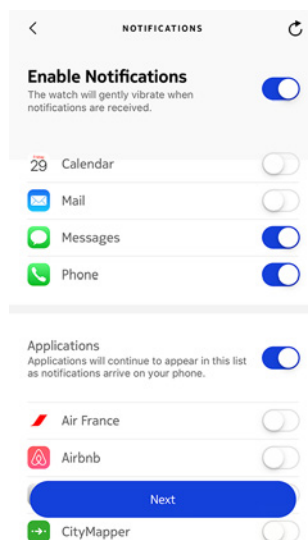 NOTIFICATIONS
Enable Notifications
The watch will gently vibrate when
notifications are received.
29 Calendar
Mail
Messages
Phone
Applications
Applications will continue to appear in this list
as notifications arrive on your phone.
Air France
Airbnb
Next
CityMapper